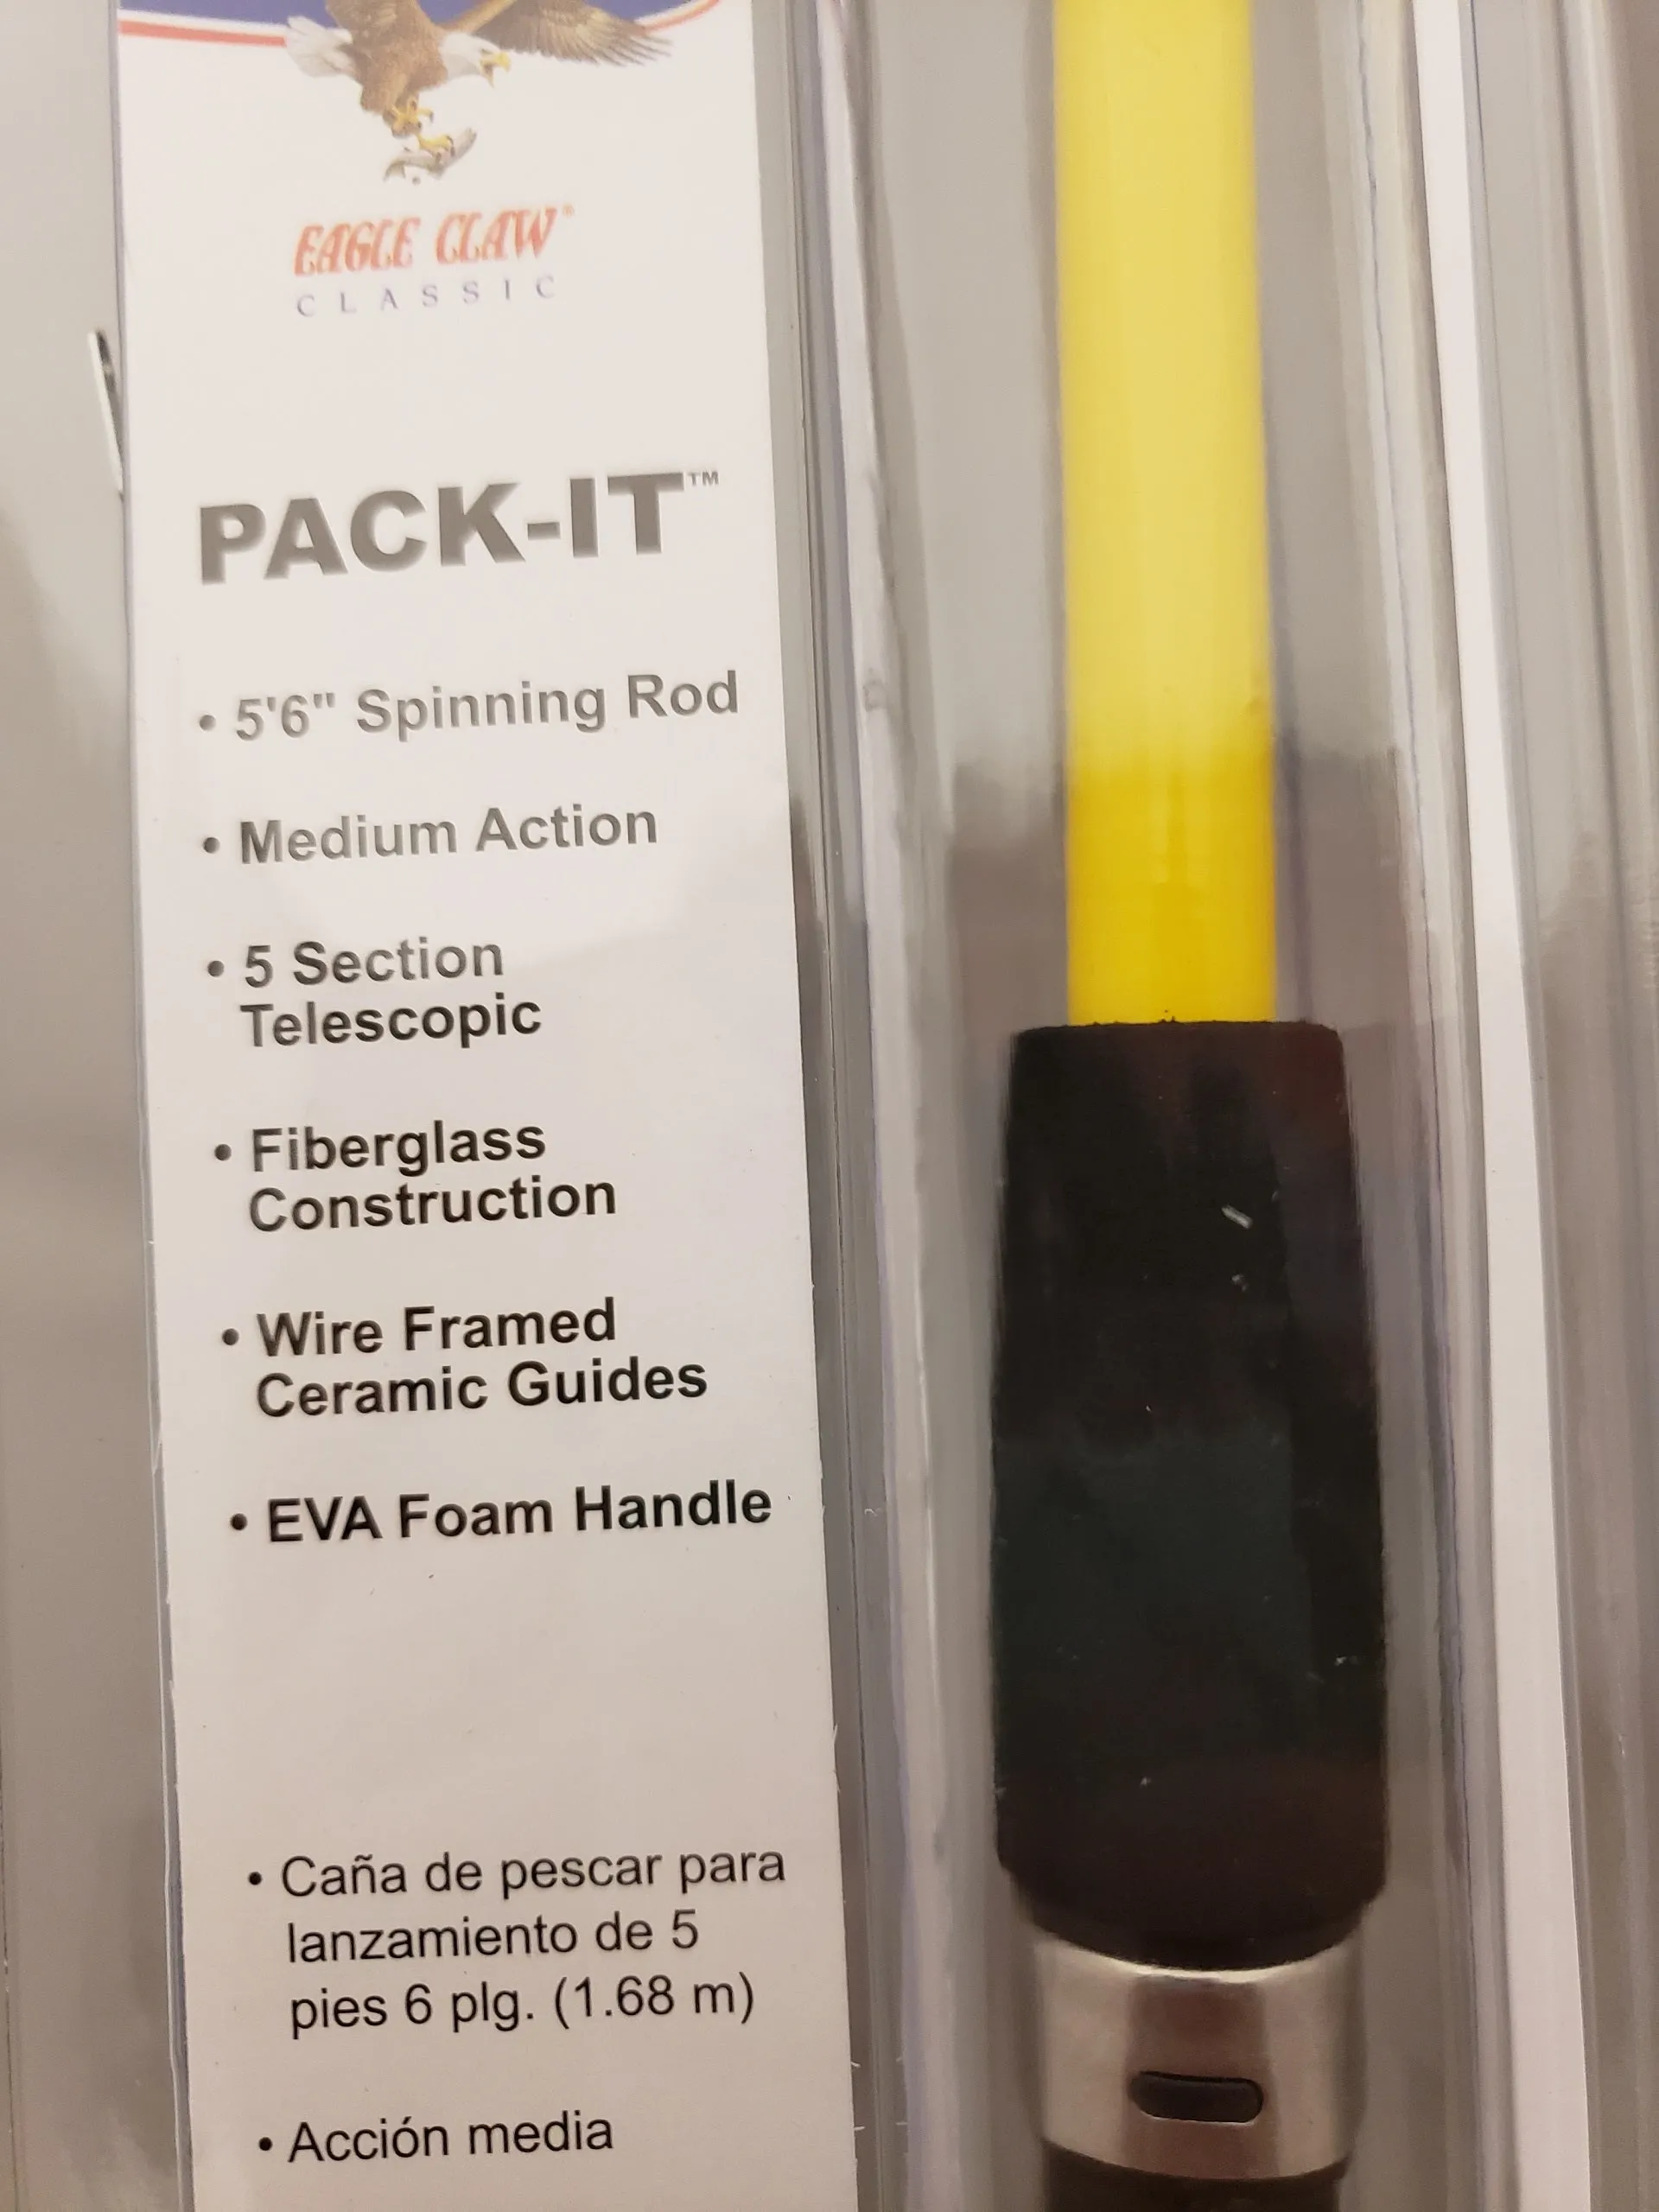 EAGLE CLAW®
CLASSIC
PACK-IT™
• 5'6" Spinning Rod
• Medium Action
• 5 Section
Telescopic
• Fiberglass
Construction
• Wire Framed
Ceramic Guides
• EVA Foam Handle
• Caña de pescar para
lanzamiento de 5
pies 6 plg. (1.68 m)
• Acción media